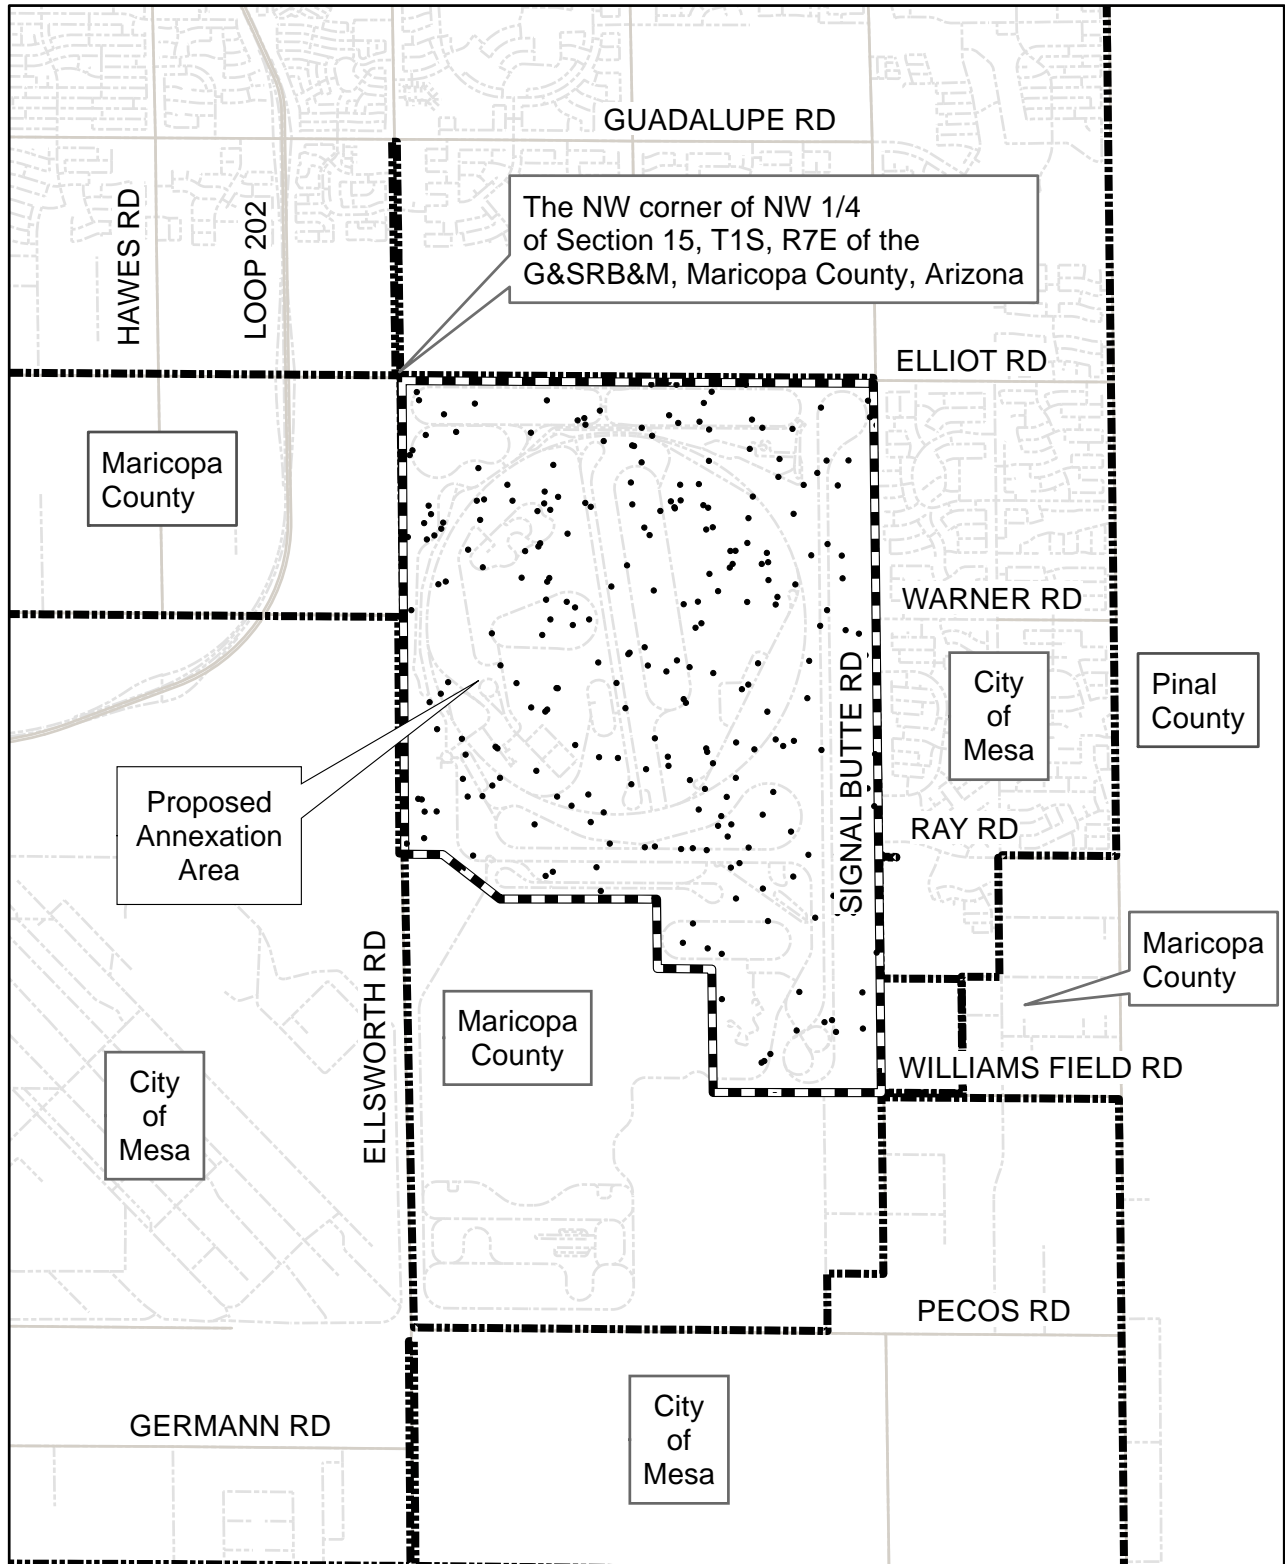 GUADALUPE RD
HAWES RD
LOOP 202
The NW corner of NW 1/4
of Section 15, T1S, R7E of the
G&SRB&M, Maricopa County, Arizona
ELLIOT RD
Maricopa
County
WARNER RD
City
of
Mesa
Pinal
County
SIGNAL BUTTE RD
Proposed
Annexation
Area
RAY RD
Maricopa
County
ELLSWORTH RD
Maricopa
County
WILLIAMS FIELD RD
City
of
Mesa
PECOS RD
City
of
Mesa
GERMANN RD